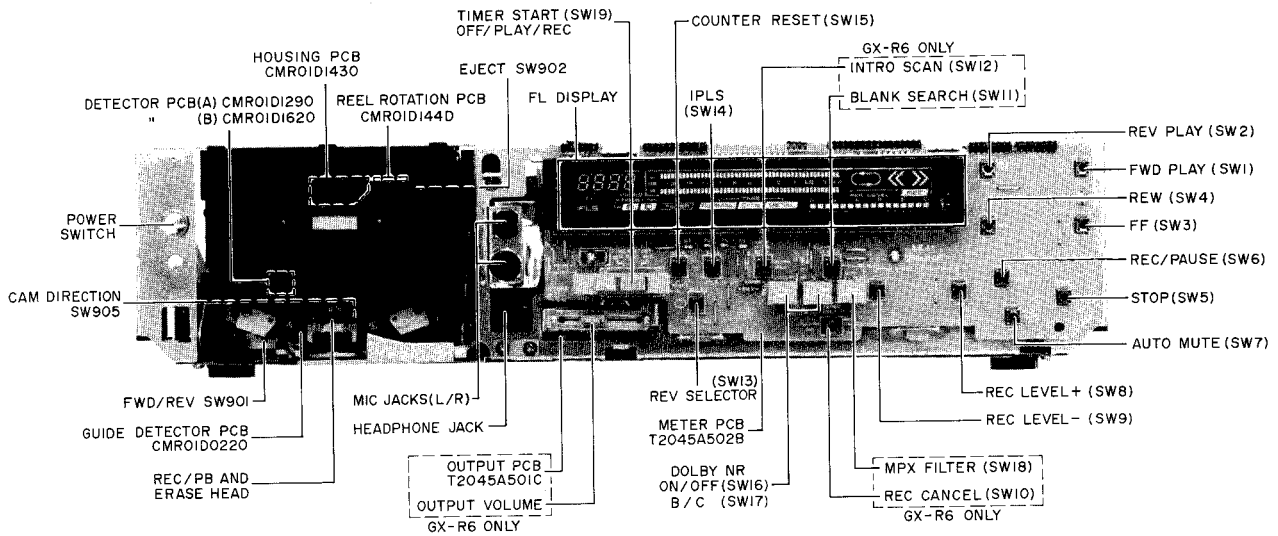 TIMER START (SW19)
OFF/PLAY/REC
COUNTER RESET (SW15)
HOUSING PCB
CMR01D1430
EJECT SW902
GX-R6 ONLY
INTRO SCAN (SW12)
BLANK SEARCH (SW11)
DETECTOR PCB(A) CMR01D1290
" (B) CMR01D1620
REEL ROTATION PCB
CMR01D144D
FL DISPLAY
IPLS
(SW14)
REV PLAY (SW2)
FWD PLAY (SW1)
POWER
SWITCH
REW (SW4)
FF (SW3)
REC/PAUSE (SW6)
CAM DIRECTION
SW905
STOP (SW5)
AUTO MUTE (SW7)
FWD/REV SW901
MIC JACKS(L/R)
(SW13)
REV SELECTOR
REC LEVEL+ (SW8)
GUIDE DETECTOR PCB
CMR01D0220
HEADPHONE JACK
METER PCB
T2045A502B
REC LEVEL- (SW9)
REC/PB AND
ERASE HEAD
OUTPUT PCB
T2045A501C
OUTPUT VOLUME
GX-R6 ONLY
DOLBY NR
ON/OFF (SW16)
B/C (SW17)
MPX FILTER (SW18)
REC CANCEL (SW10)
GX-R6 ONLY